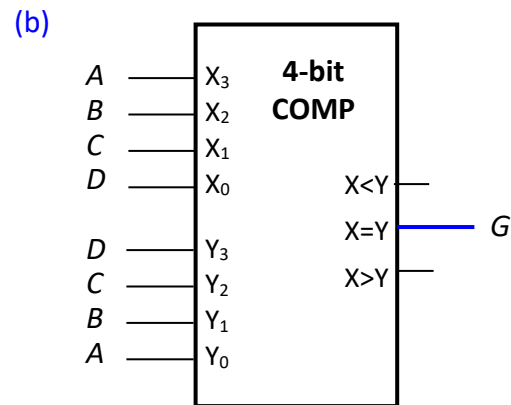 (b)
4-bit
COMP
A X₃
B X₂
C X₁
D X₀
X<Y
X=Y G
X>Y
D Y₃
C Y₂
B Y₁
A Y₀